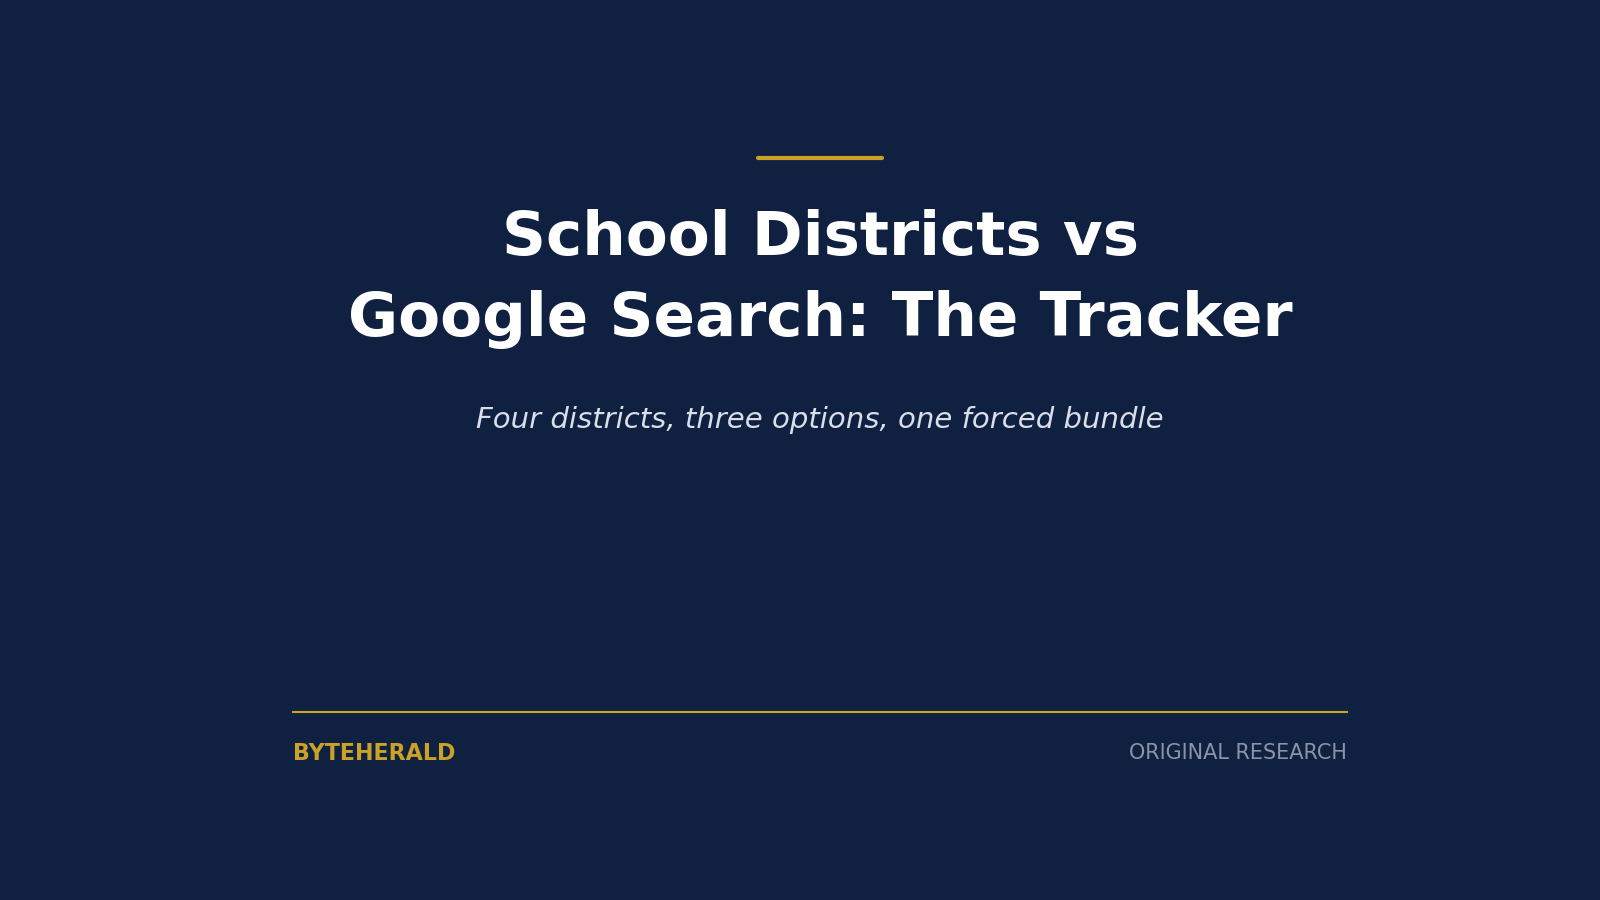 School Districts vs
Google Search: The Tracker
Four districts, three options, one forced bundle
BYTEHERALD
ORIGINAL RESEARCH